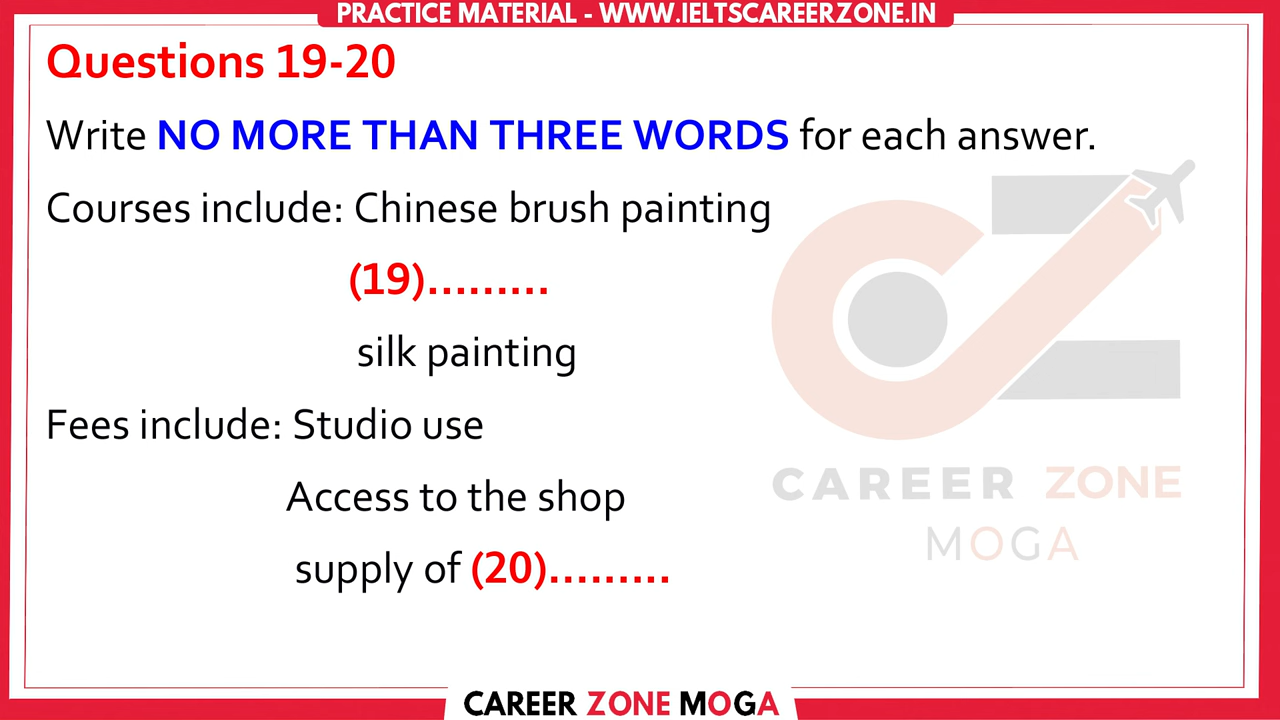 PRACTICE MATERIAL - WWW.IELTSCAREERZONE.IN
Questions 19-20
Write NO MORE THAN THREE WORDS for each answer.
Courses include: Chinese brush painting
(19).........
silk painting
Fees include: Studio use
Access to the shop
supply of (20).........
CAREER ZONE
MOGA
CAREER ZONE MOGA